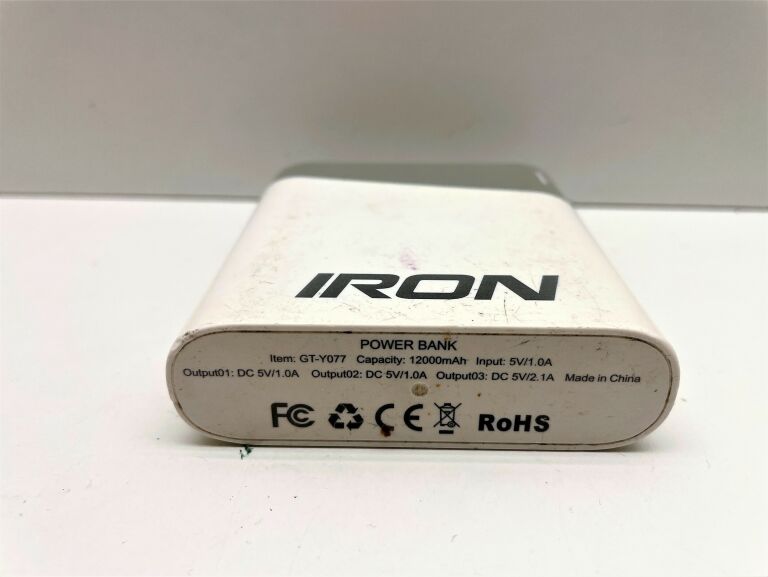 IRON
POWER BANK
Item: GT-Y077 Capacity: 12000mAh Input: 5V/1.0A
Output01: DC 5V/1.0A Output02: DC 5V/1.0A Output03: DC 5V/2.1A Made in China
FC CE RoHS